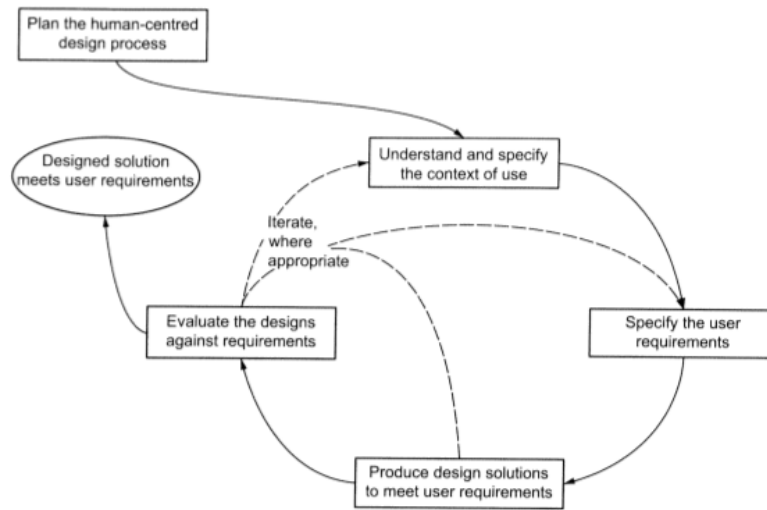 Plan the human-centred
design process
Designed solution
meets user requirements
Understand and specify
the context of use
Iterate,
where
appropriate
Evaluate the designs
against requirements
Specify the user
requirements
Produce design solutions
to meet user requirements